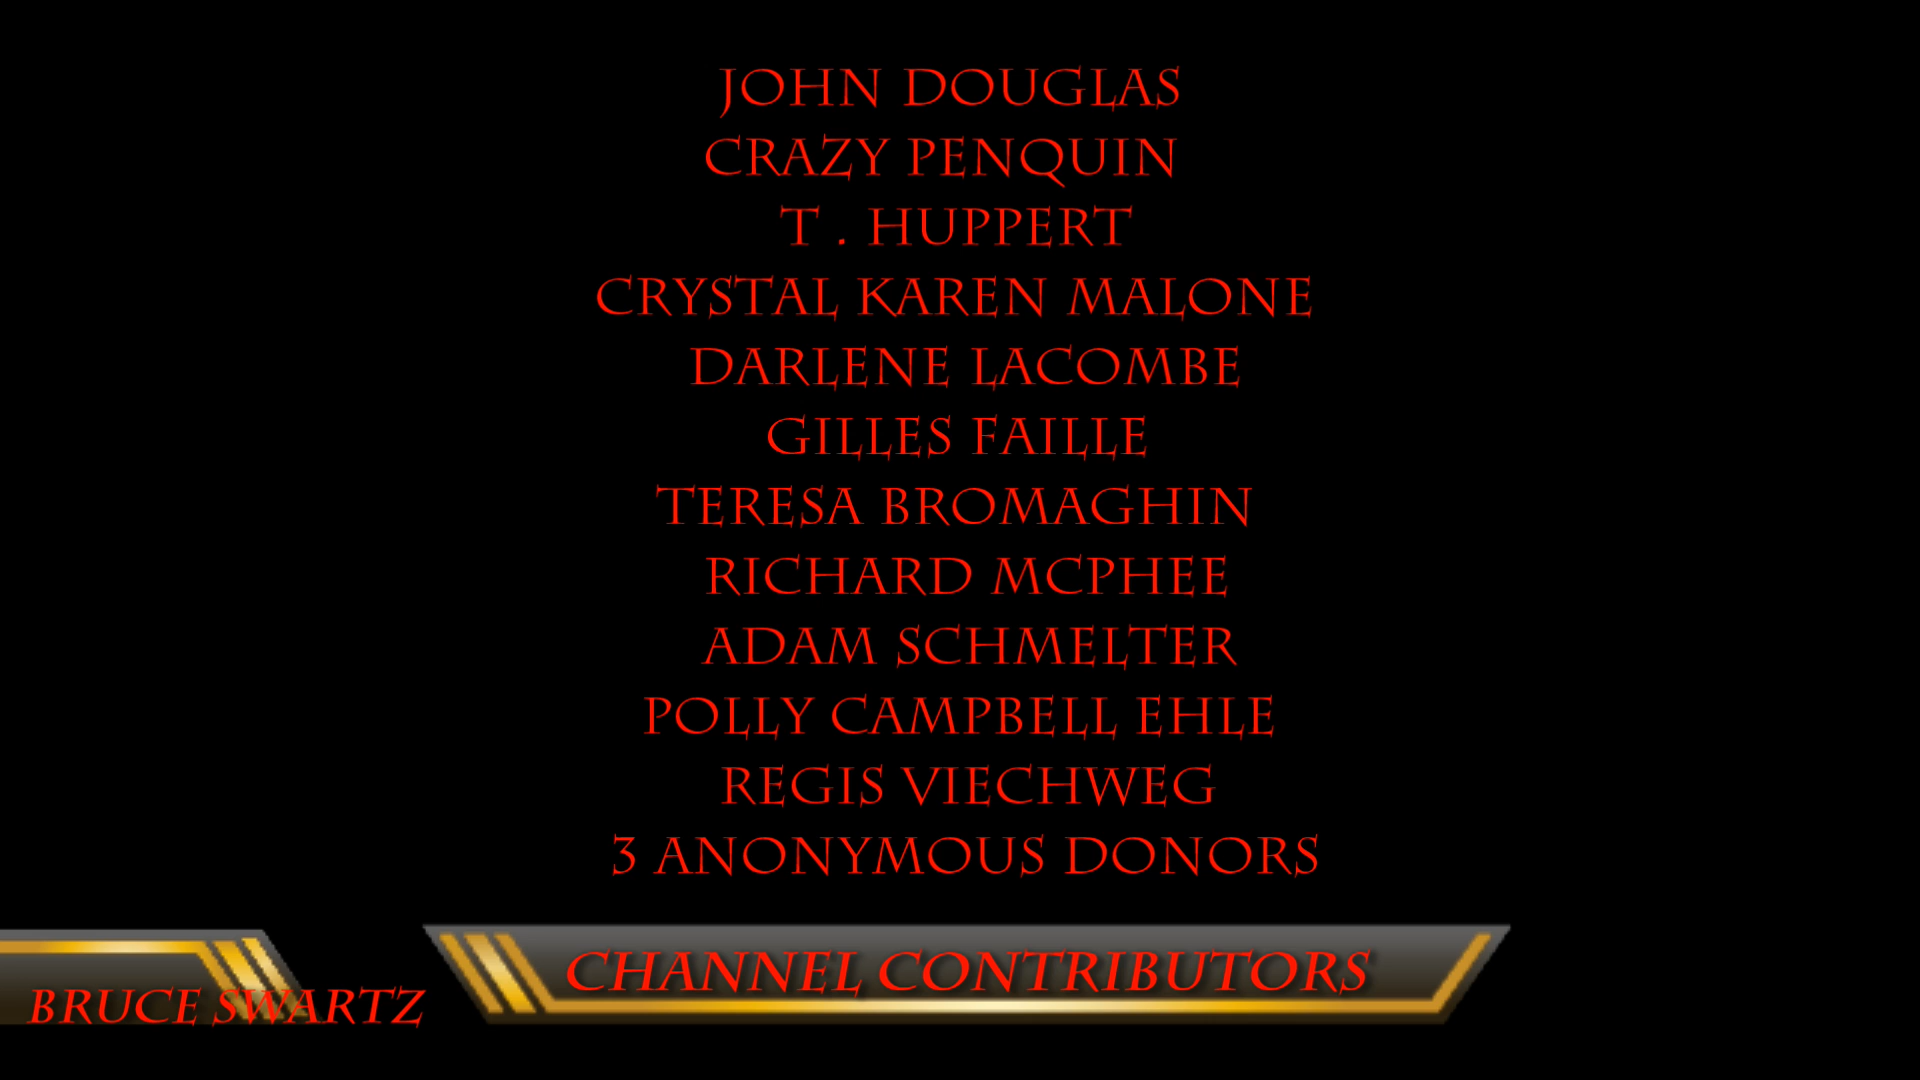 JOHN DOUGLAS
CRAZY PENQUIN
T . HUPPERT
CRYSTAL KAREN MALONE
DARLENE LACOMBE
GILLES FAILLE
TERESA BROMAGHIN
RICHARD MCPHEE
ADAM SCHMELTER
POLLY CAMPBELL EHLE
REGIS VIECHWEG
3 ANONYMOUS DONORS
CHANNEL CONTRIBUTORS
BRUCE SWARTZ